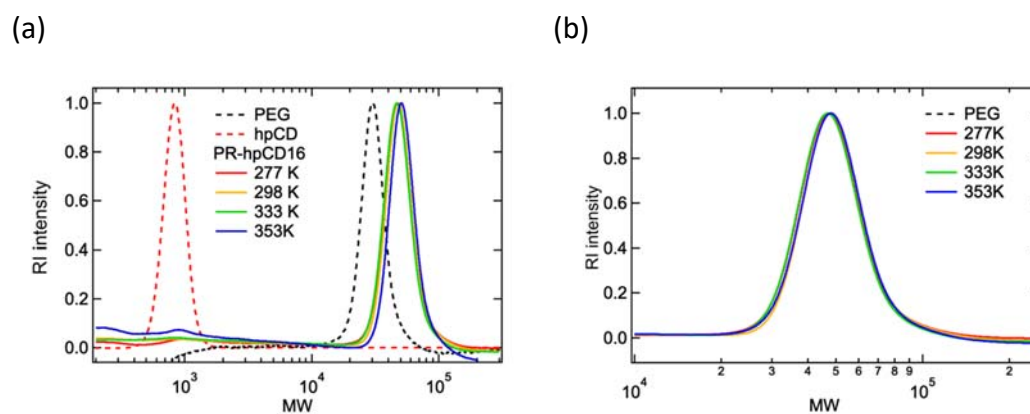 (a)
(b)
RI intensity
1.0
0.8
0.6
0.4
0.2
0.0
PEG
hpCD
PR-hpCD16
277 K
298 K
333 K
353K
10³
10⁴
10⁵
MW
RI intensity
1.0
0.8
0.6
0.4
0.2
0.0
PEG
277K
298K
333K
353K
10⁴
2
3
4
5
6
7
8
9
10⁵
2
MW